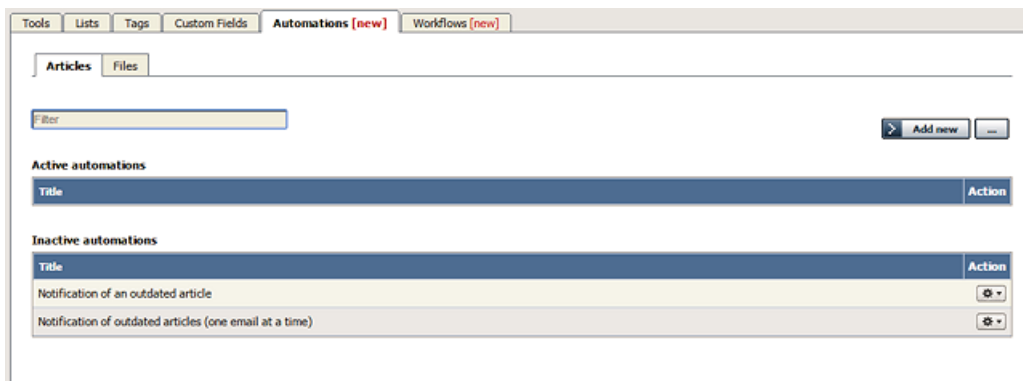 Tools Lists Tags Custom Fields Automations [new] Workflows [new]
Articles Files
Filter
Add new ...
Active automations
Title Action
Inactive automations
Title Action
Notification of an outdated article
Notification of outdated articles (one email at a time)